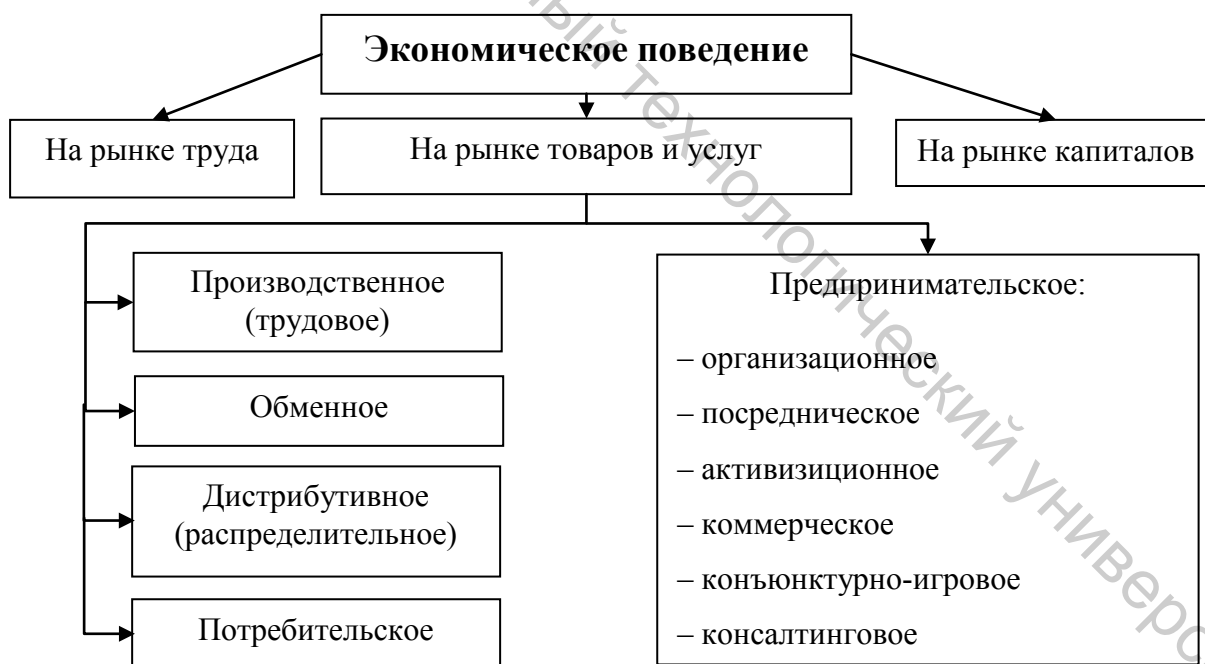 Экономическое поведение
На рынке труда
На рынке товаров и услуг
На рынке капиталов
Производственное
(трудовое)
Обменное
Дистрибутивное
(распределительное)
Потребительское
Предпринимательское:
– организационное
– посредническое
– активизиционное
– коммерческое
– конъюнктурно-игровое
– консалтинговое
технологический